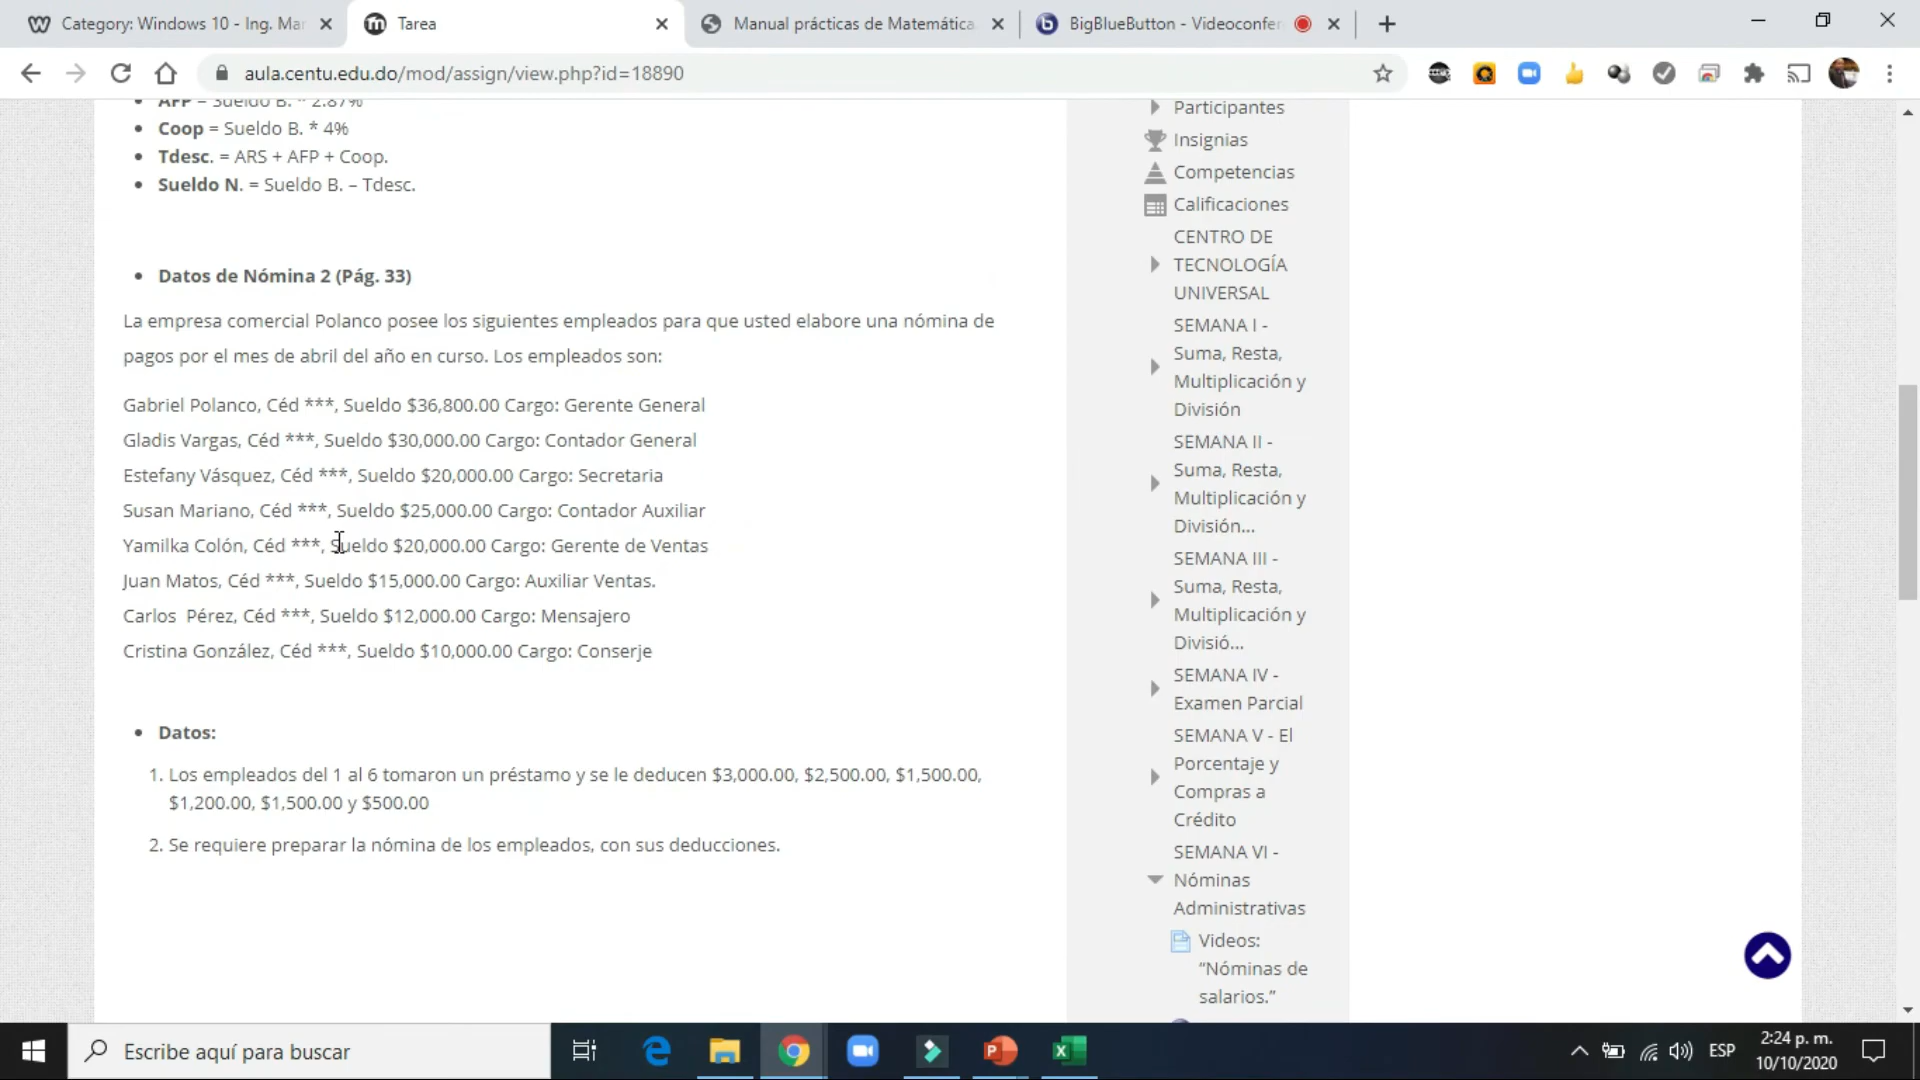 Category: Windows 10 - Ing. Mar
Tarea
Manual prácticas de Matemática
BigBlueButton - Videoconfer
aula.centu.edu.do/mod/assign/view.php?id=18890
AFP = Sueldo B. * 2.87%
Coop = Sueldo B. * 4%
Tdesc. = ARS + AFP + Coop.
Sueldo N. = Sueldo B. – Tdesc.
Datos de Nómina 2 (Pág. 33)
La empresa comercial Polanco posee los siguientes empleados para que usted elabore una nómina de
pagos por el mes de abril del año en curso. Los empleados son:
Gabriel Polanco, Céd ***, Sueldo $36,800.00 Cargo: Gerente General
Gladis Vargas, Céd ***, Sueldo $30,000.00 Cargo: Contador General
Estefany Vásquez, Céd ***, Sueldo $20,000.00 Cargo: Secretaria
Susan Mariano, Céd ***, Sueldo $25,000.00 Cargo: Contador Auxiliar
Yamilka Colón, Céd ***, Sueldo $20,000.00 Cargo: Gerente de Ventas
Juan Matos, Céd ***, Sueldo $15,000.00 Cargo: Auxiliar Ventas.
Carlos  Pérez, Céd ***, Sueldo $12,000.00 Cargo: Mensajero
Cristina González, Céd ***, Sueldo $10,000.00 Cargo: Conserje
Datos:
1. Los empleados del 1 al 6 tomaron un préstamo y se le deducen $3,000.00, $2,500.00, $1,500.00,
$1,200.00, $1,500.00 y $500.00
2. Se requiere preparar la nómina de los empleados, con sus deducciones.
Participantes
Insignias
Competencias
Calificaciones
CENTRO DE
TECNOLOGÍA
UNIVERSAL
SEMANA I -
Suma, Resta,
Multiplicación y
División
SEMANA II -
Suma, Resta,
Multiplicación y
División...
SEMANA III -
Suma, Resta,
Multiplicación y
Divisió...
SEMANA IV -
Examen Parcial
SEMANA V - El
Porcentaje y
Compras a
Crédito
SEMANA VI -
Nóminas
Administrativas
Videos:
“Nóminas de
salarios.”
Escribe aquí para buscar
ESP
2:24 p. m.
10/10/2020